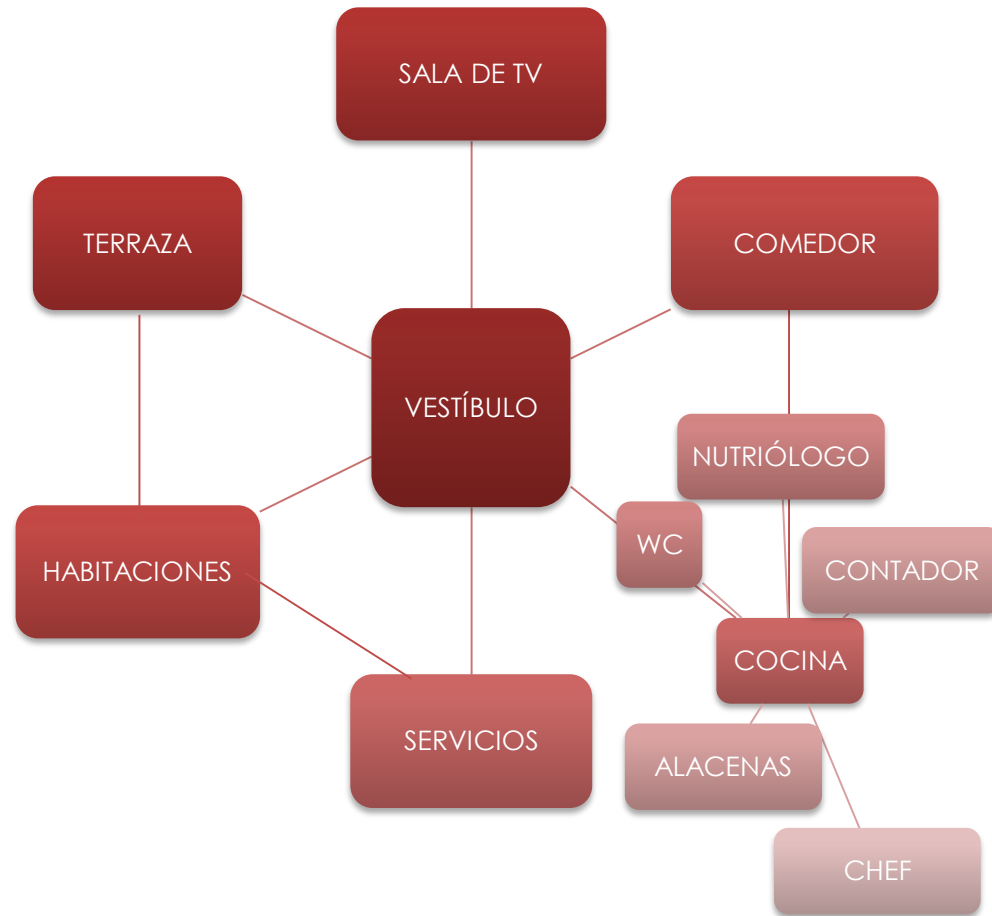 SALA DE TV
TERRAZA
COMEDOR
VESTÍBULO
NUTRIÓLOGO
WC
CONTADOR
HABITACIONES
COCINA
SERVICIOS
ALACENAS
CHEF